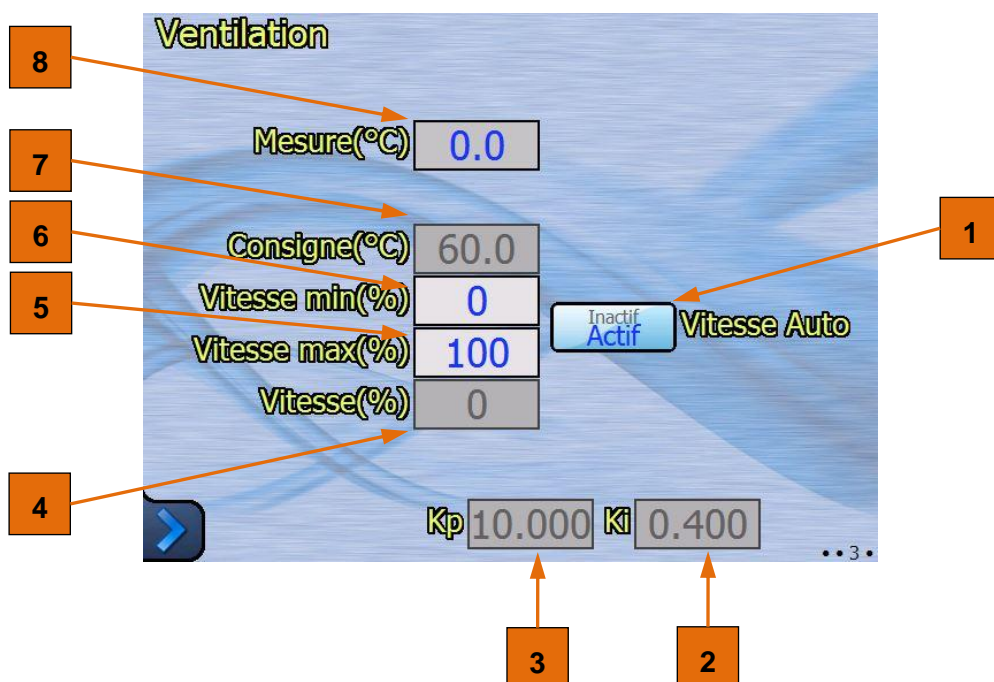 Ventilation
8
Mesure(°C) 0.0
7
6
Consigne(°C) 60.0
1
Vitesse min(%) 0
5
Inactif
Actif
Vitesse Auto
Vitesse max(%) 100
Vitesse(%) 0
4
Kp 10.000 Ki 0.400
••3•
3
2